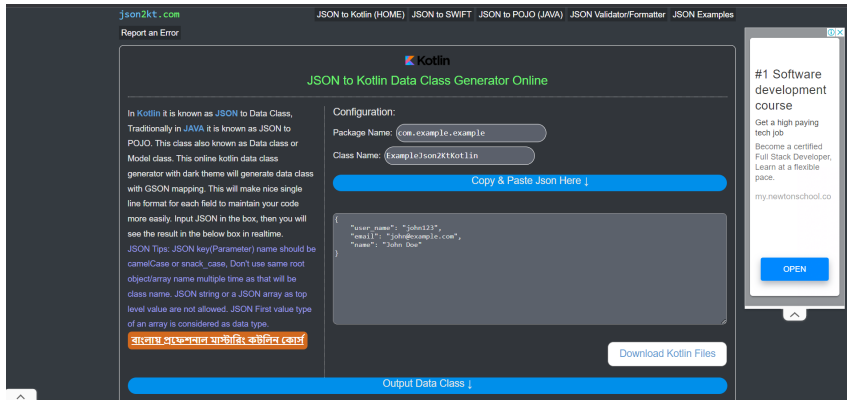 json2kt.com
JSON to Kotlin (HOME) JSON to SWIFT JSON to POJO (JAVA) JSON Validator/Formatter JSON Examples
Report an Error
Kotlin
JSON to Kotlin Data Class Generator Online
In Kotlin it is known as JSON to Data Class,
Traditionally in JAVA it is known as JSON to
POJO. This class also known as Data class or
Model class. This online kotlin data class
generator with dark theme will generate data class
with GSON mapping. This will make nice single
line format for each field to maintain your code
more easily. Input JSON in the box, then you will
see the result in the below box in realtime.
JSON Tips: JSON key(Parameter) name should be
camelCase or snack_case, Don't use same root
object/array name multiple time as that will be
class name. JSON string or a JSON array as top
level value are not allowed. JSON First value type
of an array is considered as data type.
বাংলায় প্রফেশনাল মাস্টারিং কটলিন কোর্স
Configuration:
Package Name: com.example.example
Class Name: ExampleJson2KtKotlin
Copy & Paste Json Here ↓
{
"user_name": "john123",
"email": "john@example.com",
"name": "John Doe"
}
Download Kotlin Files
Output Data Class ↓
#1 Software
development
course
Get a high paying
tech job
Become a certified
Full Stack Developer,
Learn at a flexible
pace.
my.newtonschool.co
OPEN